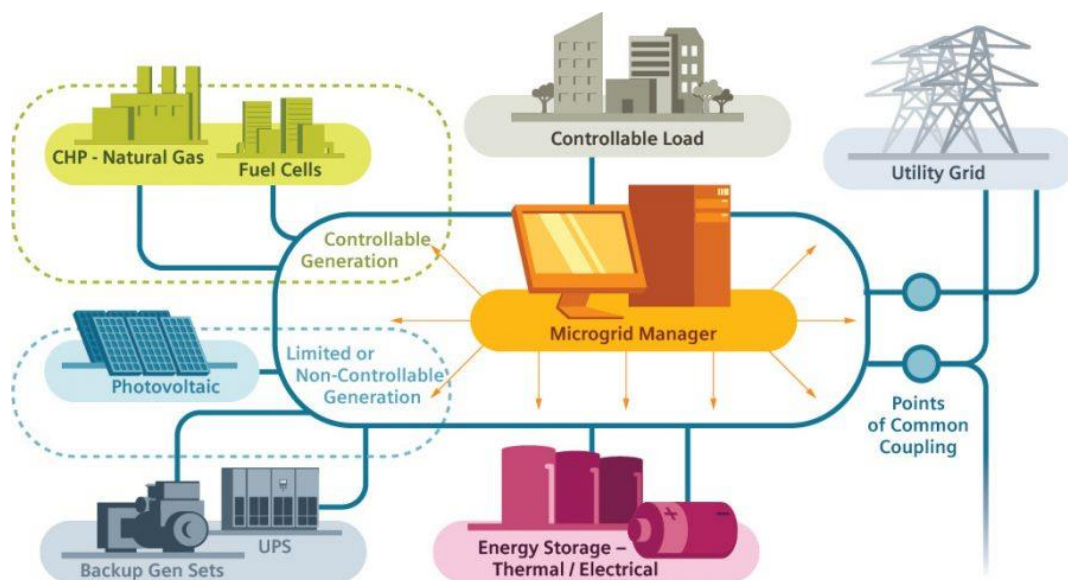 CHP - Natural Gas
Fuel Cells
Controllable Load
Utility Grid
Controllable
Generation
Microgrid Manager
Photovoltaic
Limited or
Non-Controllable
Generation
Points
of Common
Coupling
Backup Gen Sets
UPS
Energy Storage –
Thermal / Electrical